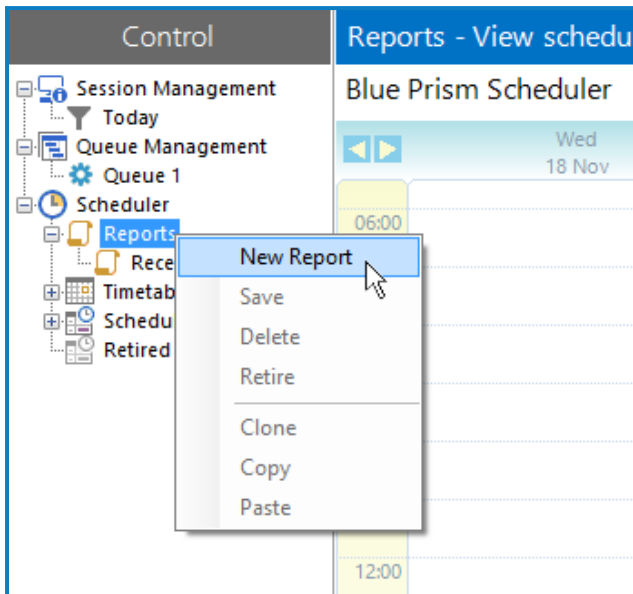 Control
Reports - View schedu
Blue Prism Scheduler
Session Management
Today
Queue Management
Queue 1
Scheduler
Reports
Rece
Timetab
Schedu
Retired
New Report
Save
Delete
Retire
Clone
Copy
Paste
Wed
18 Nov
06:00
12:00